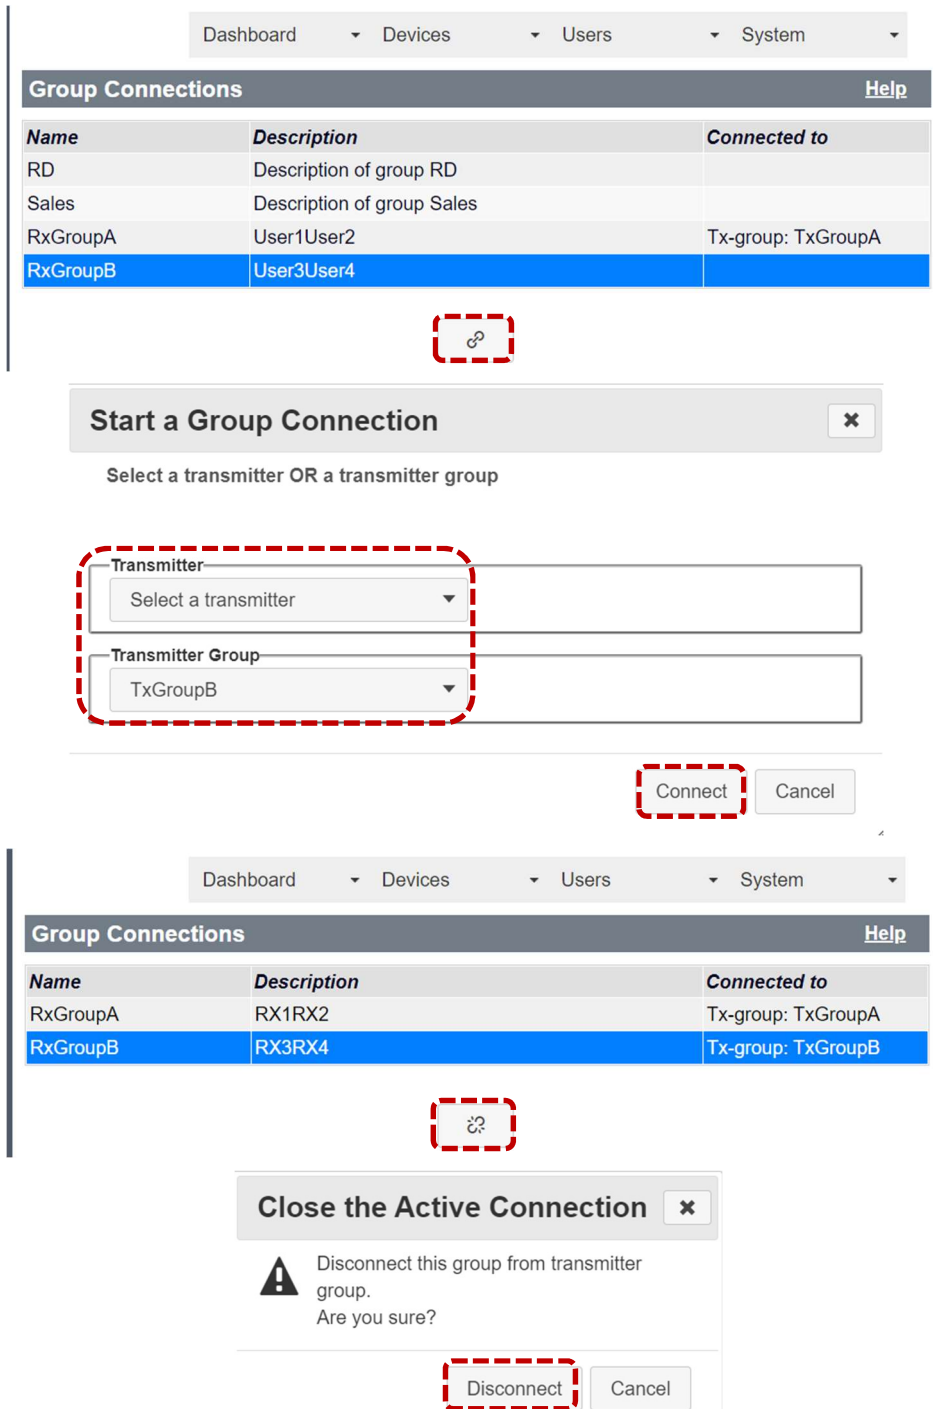 Dashboard Devices Users System
Group Connections Help
Name Description Connected to
RD Description of group RD
Sales Description of group Sales
RxGroupA User1User2 Tx-group: TxGroupA
RxGroupB User3User4
Start a Group Connection
Select a transmitter OR a transmitter group
Transmitter
Select a transmitter
Transmitter Group
TxGroupB
Connect Cancel
Dashboard Devices Users System
Group Connections Help
Name Description Connected to
RxGroupA RX1RX2 Tx-group: TxGroupA
RxGroupB RX3RX4 Tx-group: TxGroupB
Close the Active Connection
Disconnect this group from transmitter
group.
Are you sure?
Disconnect Cancel